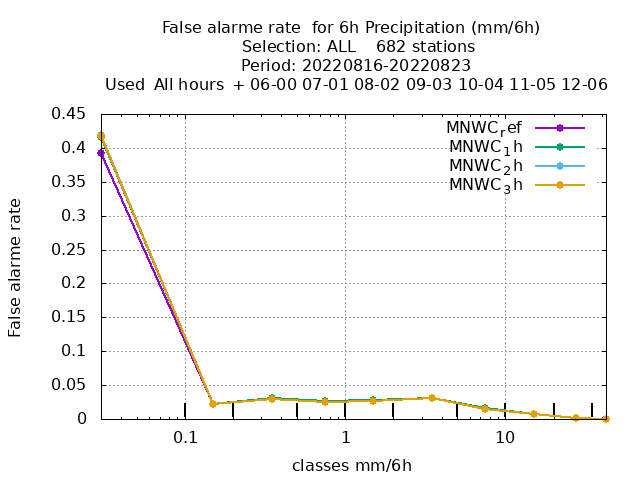 False alarme rate  for 6h Precipitation (mm/6h)
Selection: ALL    682 stations
Period: 20220816-20220823
Used  All hours  + 06-00 07-01 08-02 09-03 10-04 11-05 12-06
MNWC_ref
MNWC_1h
MNWC_2h
MNWC_3h
0.45
0.4
0.35
0.3
0.25
0.2
0.15
0.1
0.05
0
False alarme rate
0.1 1 10
classes mm/6h